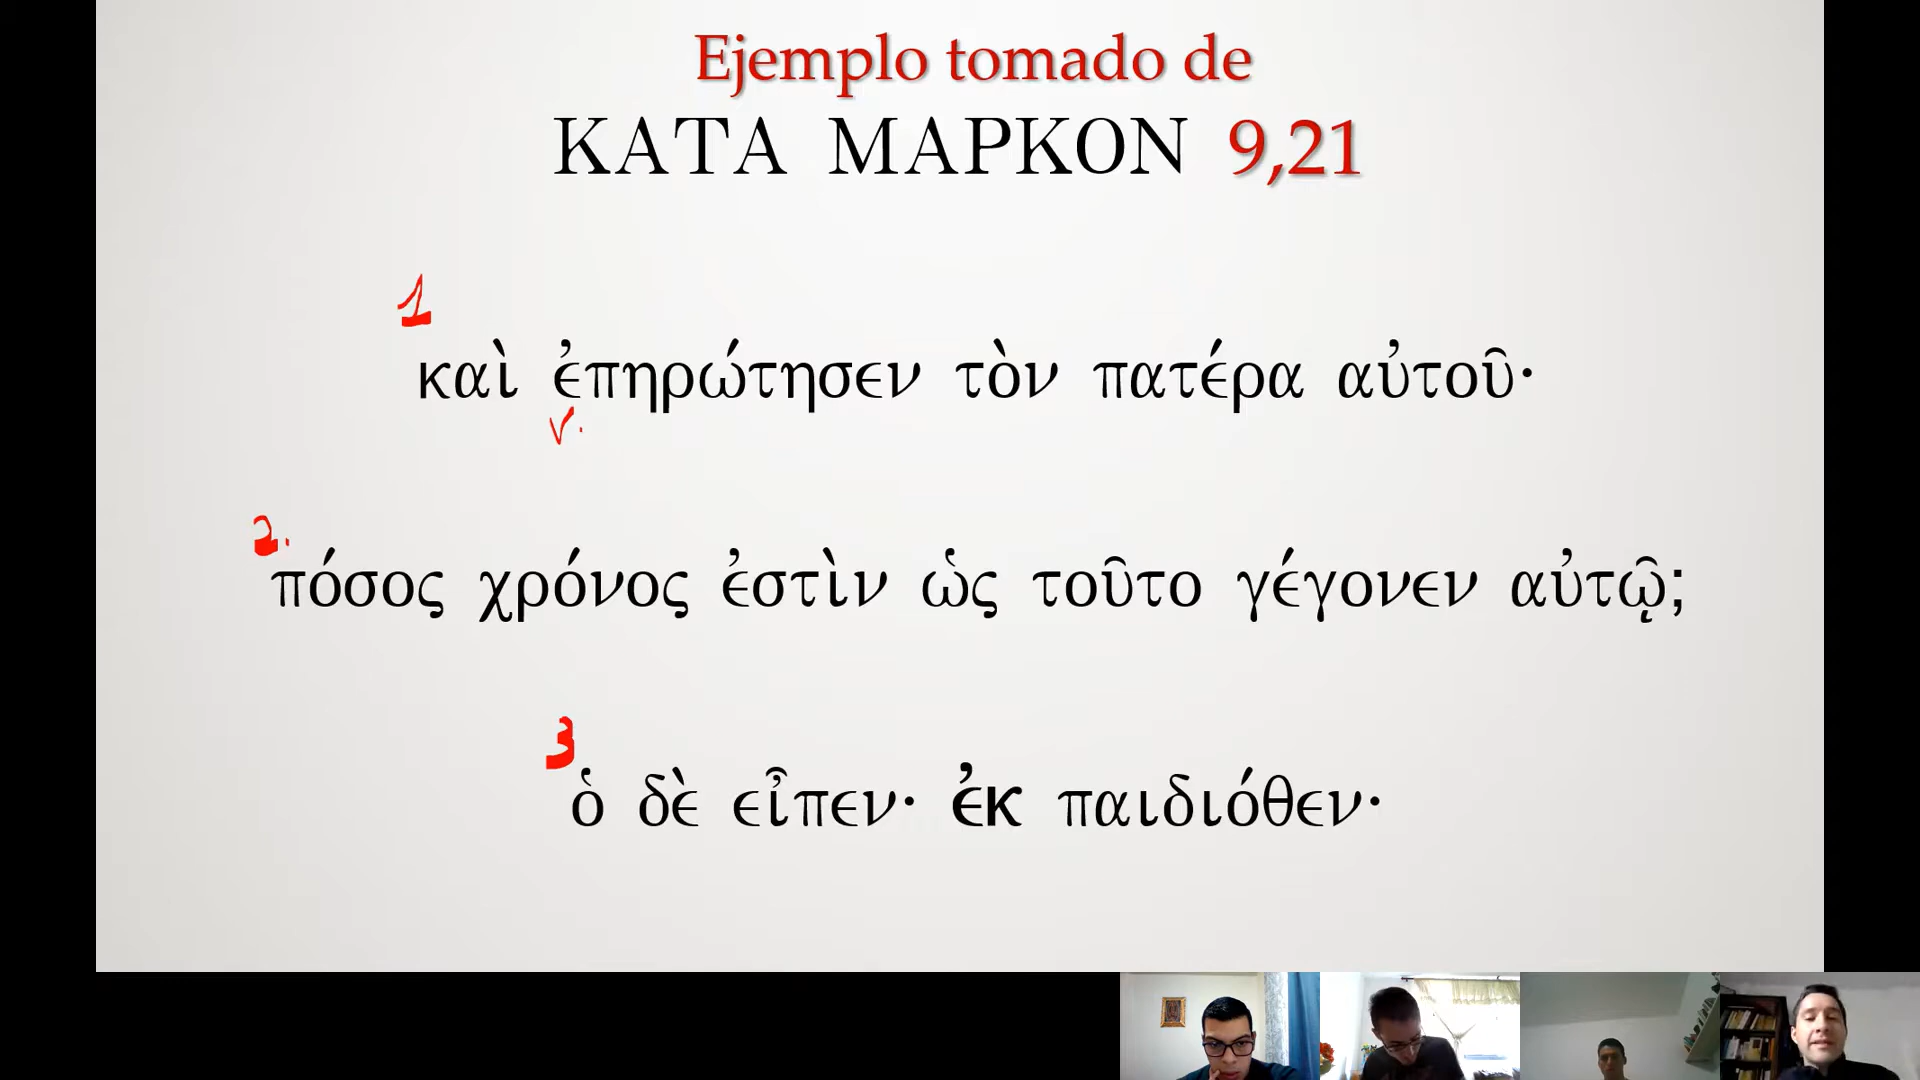 Ejemplo tomado de
ΚΑΤΑ ΜΑΡΚΟΝ 9,21
1
καὶ ἐπηρώτησεν τὸν πατέρα αὐτοῦ·
v.
2.
πόσος χρόνος ἐστὶν ὡς τοῦτο γέγονεν αὐτῷ;
3
ὁ δὲ εἶπεν· ἐκ παιδιόθεν·